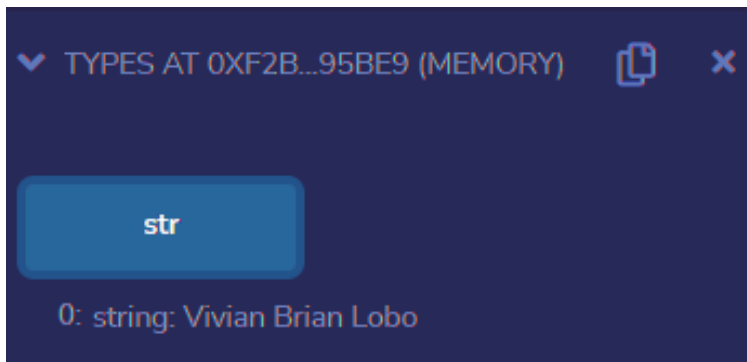 TYPES AT 0XF2B...95BE9 (MEMORY)
str
0: string: Vivian Brian Lobo